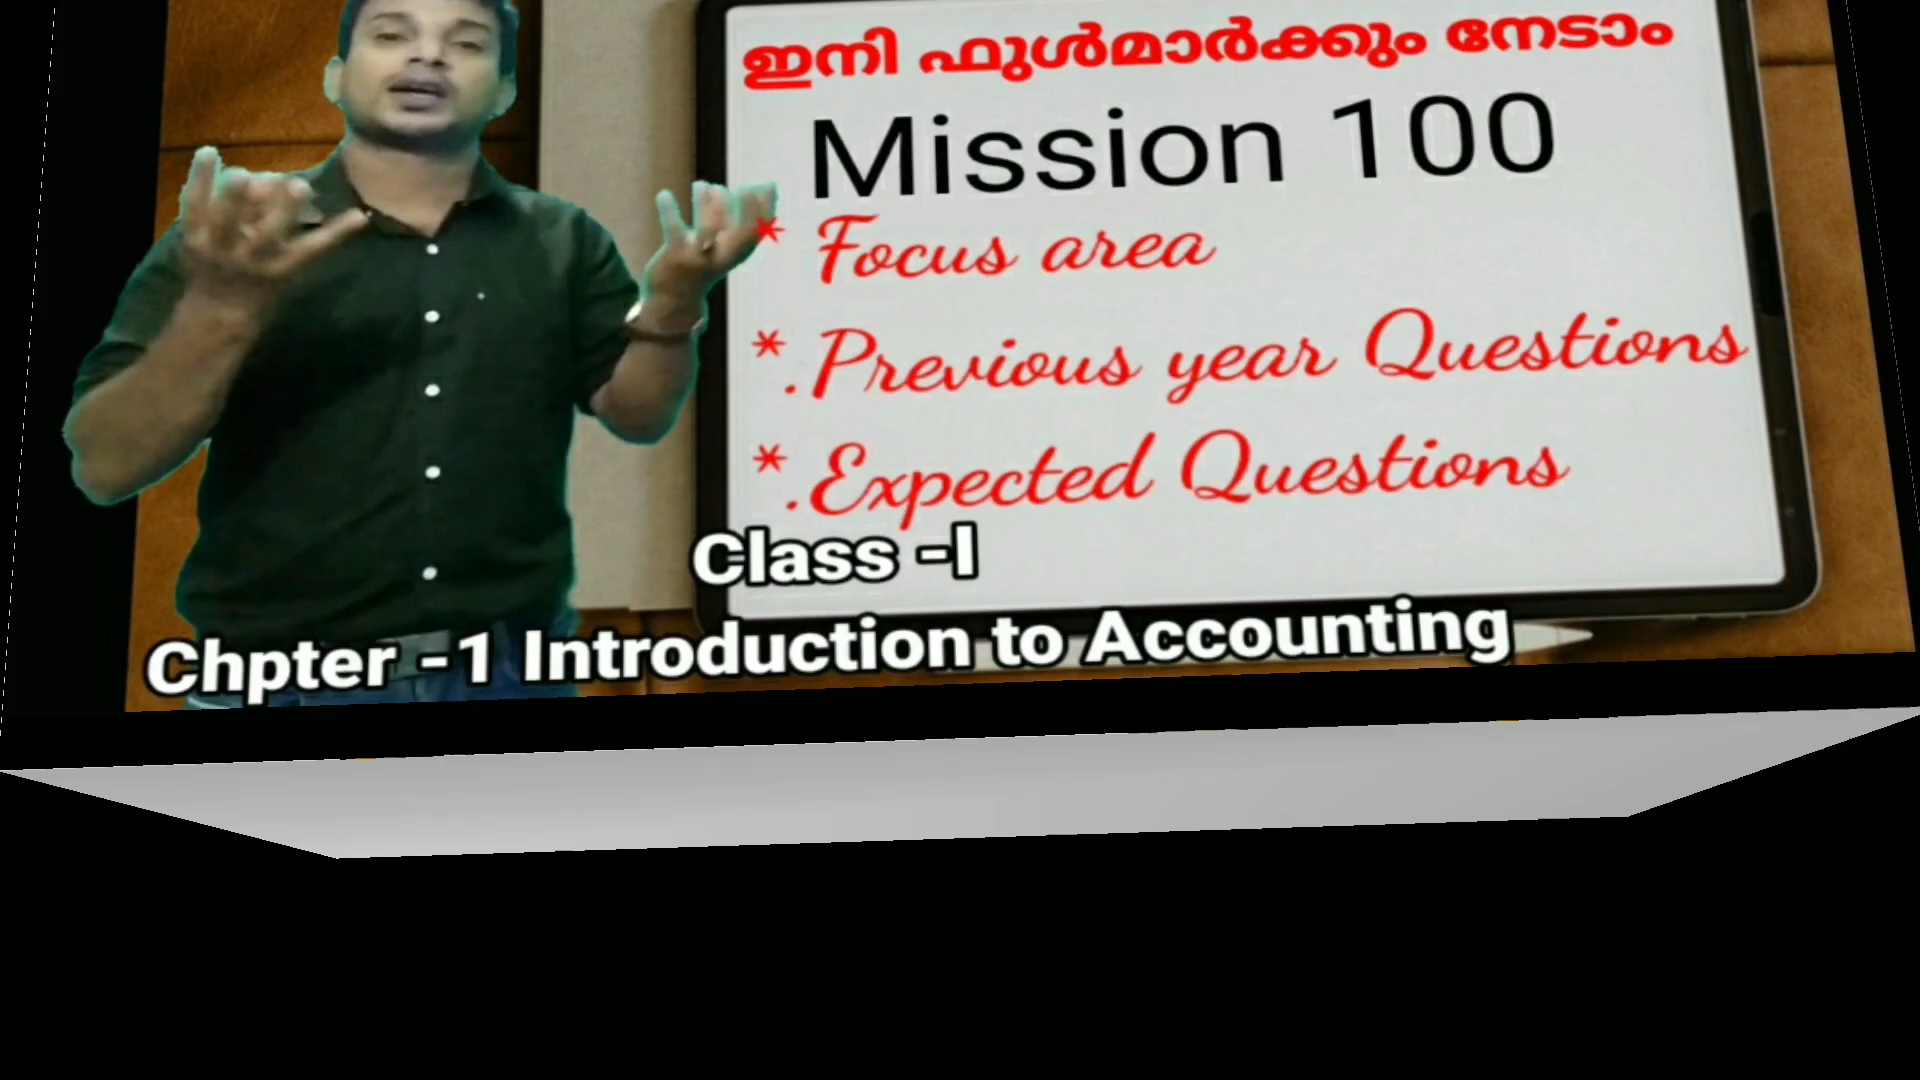 ഇനി ഫുൾമാർക്കും നേടാം
Mission 100
* Focus area
*.Previous year Questions
*.Expected Questions
Class -I
Chpter -1 Introduction to Accounting